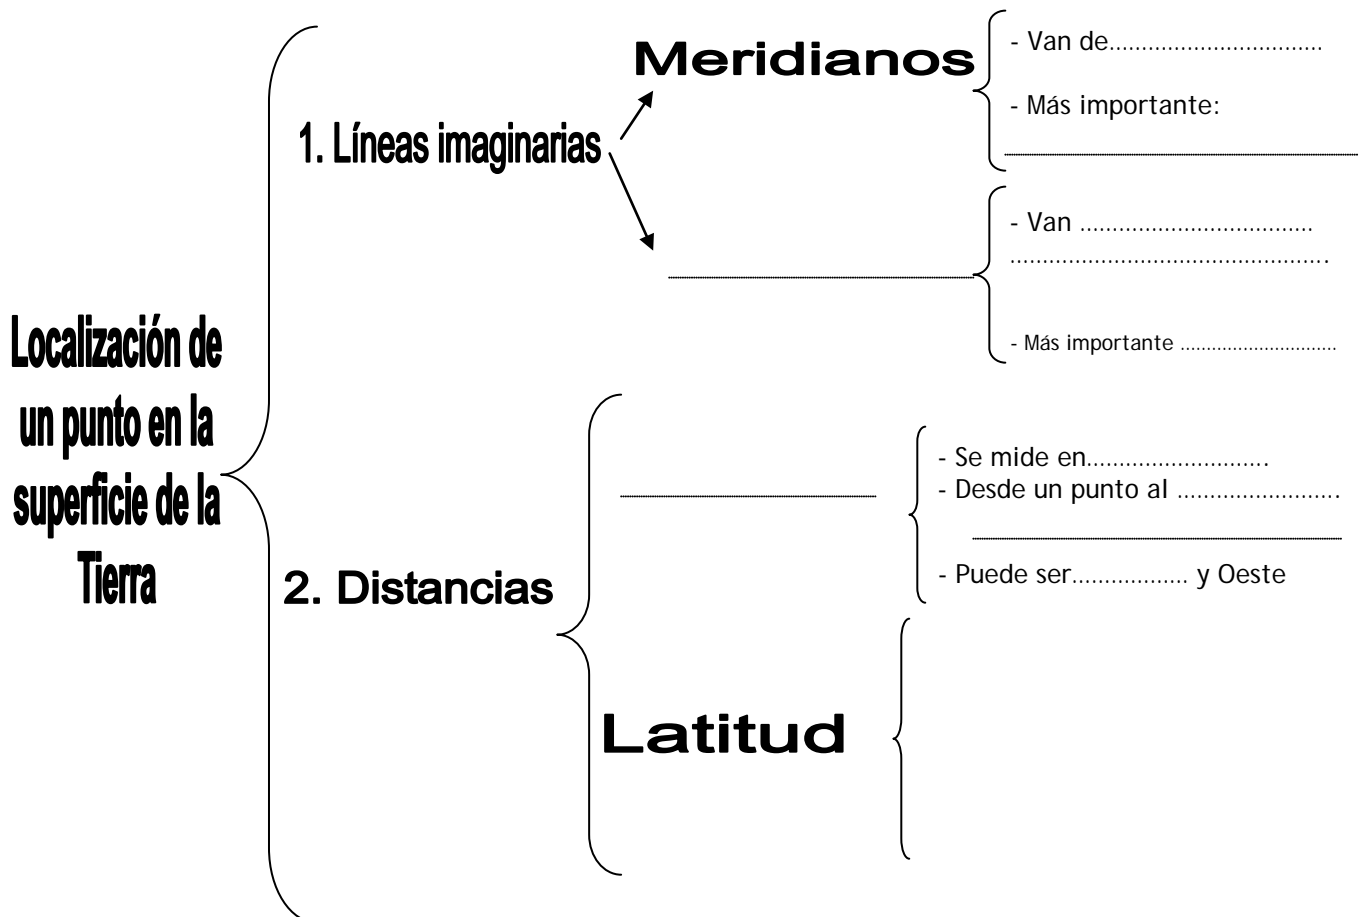 Localización de
un punto en la
superficie de la
Tierra
1. Líneas imaginarias
Meridianos
- Van de.................................
- Más importante:
- Van ....................................
.................................................
- Más importante ..............................
2. Distancias
- Se mide en............................
- Desde un punto al .........................
- Puede ser.................. y Oeste
Latitud